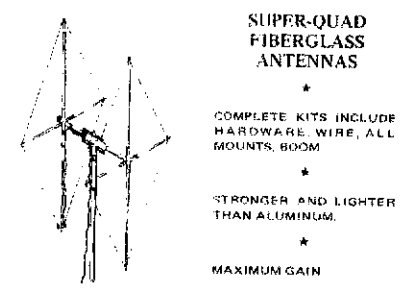 SUPER-QUAD
FIBERGLASS
ANTENNAS
★
COMPLETE KITS INCLUDE
HARDWARE, WIRE, ALL
MOUNTS, BOOM
★
STRONGER AND LIGHTER
THAN ALUMINUM.
★
MAXIMUM GAIN